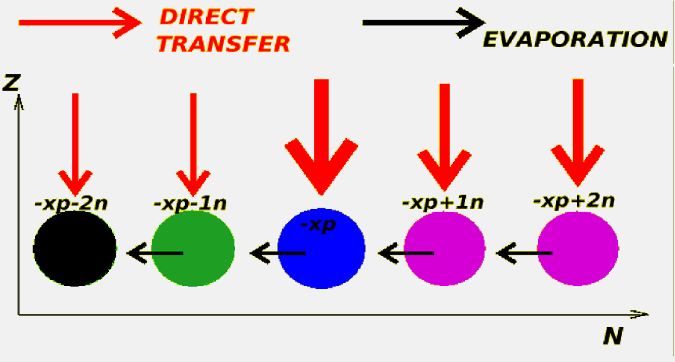 DIRECT
TRANSFER
EVAPORATION
Z
-xp-2n
-xp-1n
-xp
-xp+1n
-xp+2n
N